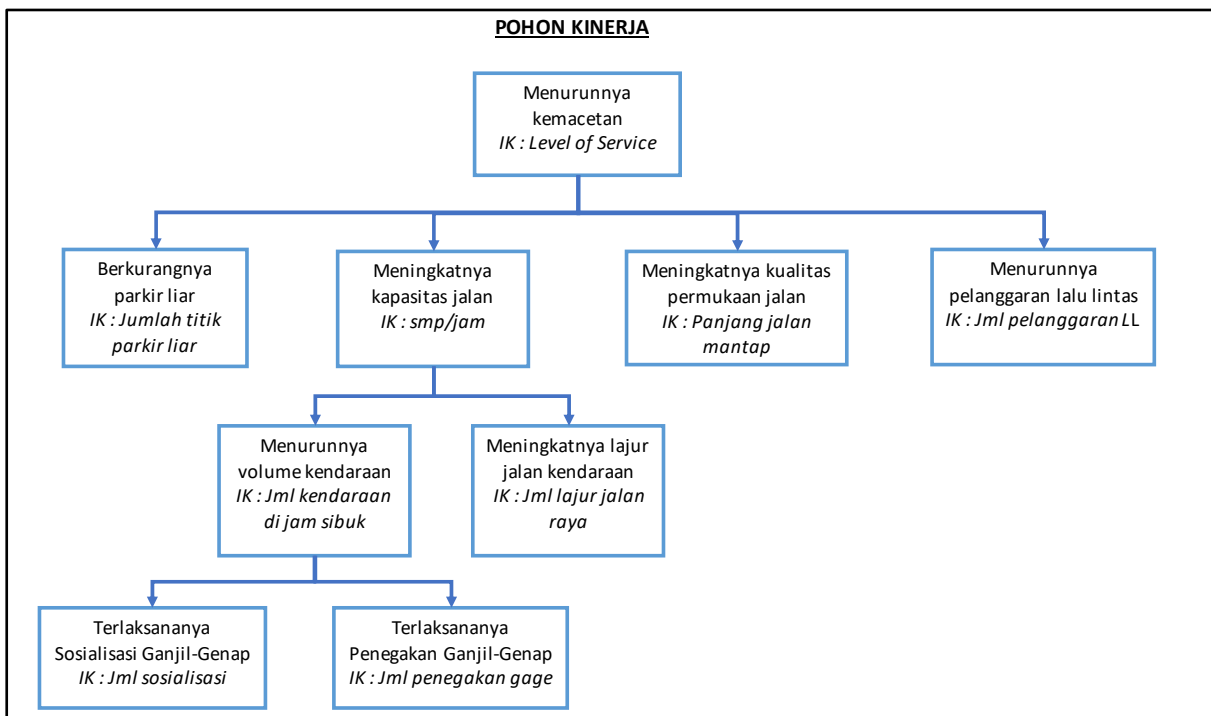 POHON KINERJA
Menurunnya
kemacetan
IK : Level of Service
Berkurangnya
parkir liar
IK : Jumlah titik
parkir liar
Meningkatnya
kapasitas jalan
IK : smp/jam
Meningkatnya kualitas
permukaan jalan
IK : Panjang jalan
mantap
Menurunnya
pelanggaran lalu lintas
IK : Jml pelanggaran LL
Menurunnya
volume kendaraan
IK : Jml kendaraan
di jam sibuk
Meningkatnya lajur
jalan kendaraan
IK : Jml lajur jalan
raya
Terlaksananya
Sosialisasi Ganjil-Genap
IK : Jml sosialisasi
Terlaksananya
Penegakan Ganjil-Genap
IK : Jml penegakan gage